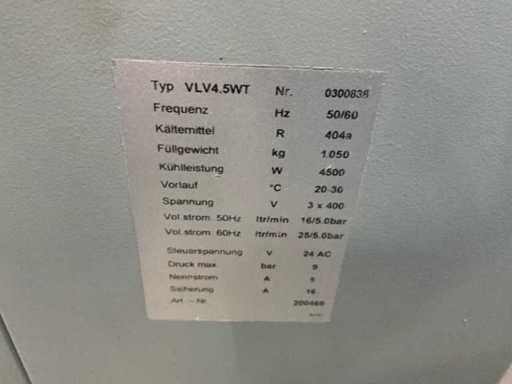 Typ VLV4.5WT Nr. 0300838
Frequenz Hz 50/60
Kältemittel R 404a
Füllgewicht kg 1.050
Kühlleistung W 4500
Vorlauf °C 20-30
Spannung V 3 x 400
Vol.strom. 50Hz ltr/min 16/5.0bar
Vol.strom. 60Hz ltr/min 25/5.0bar
Steuerspannung V 24 AC
Druck max. bar 9
Nennstrom A
Sicherung A 16
Art. - Nr. 200469